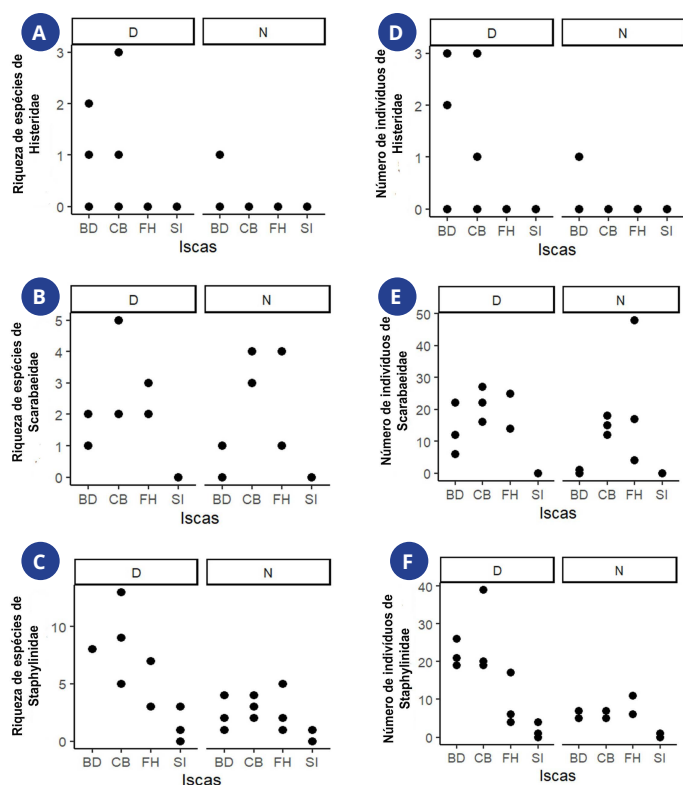 A
D
N
Riqueza de espécies de
Histeridae
3
2
1
0
BD CB FH SI BD CB FH SI
Iscas
D
D
N
Número de indivíduos de
Histeridae
3
2
1
0
BD CB FH SI BD CB FH SI
Iscas
B
D
N
Riqueza de espécies de
Scarabaeidae
5
4
3
2
1
0
BD CB FH SI BD CB FH SI
Iscas
E
D
N
Número de indivíduos de
Scarabaeidae
50
40
30
20
10
0
BD CB FH SI BD CB FH SI
Iscas
C
D
N
Riqueza de espécies de
Staphylinidae
10
5
0
BD CB FH SI BD CB FH SI
Iscas
F
D
N
Número de indivíduos de
Staphylinidae
40
30
20
10
0
BD CB FH SI BD CB FH SI
Iscas